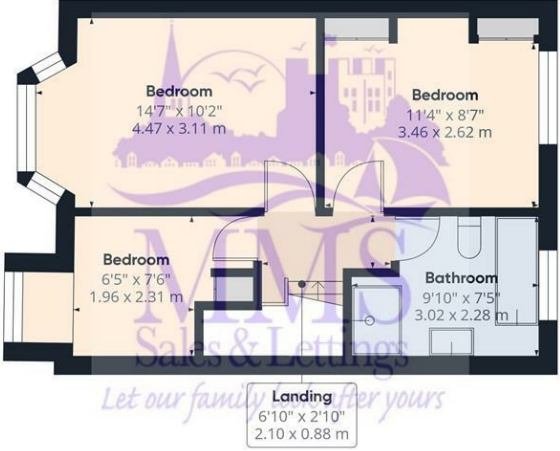 Bedroom
14'7" x 10'2"
4.47 x 3.11 m
Bedroom
11'4" x 8'7"
3.46 x 2.62 m
Bedroom
6'5" x 7'6"
1.96 x 2.31 m
Bathroom
9'10" x 7'5"
3.02 x 2.28 m
MMS
Sales & Lettings
Let our family look after yours
Landing
6'10" x 2'10"
2.10 x 0.88 m